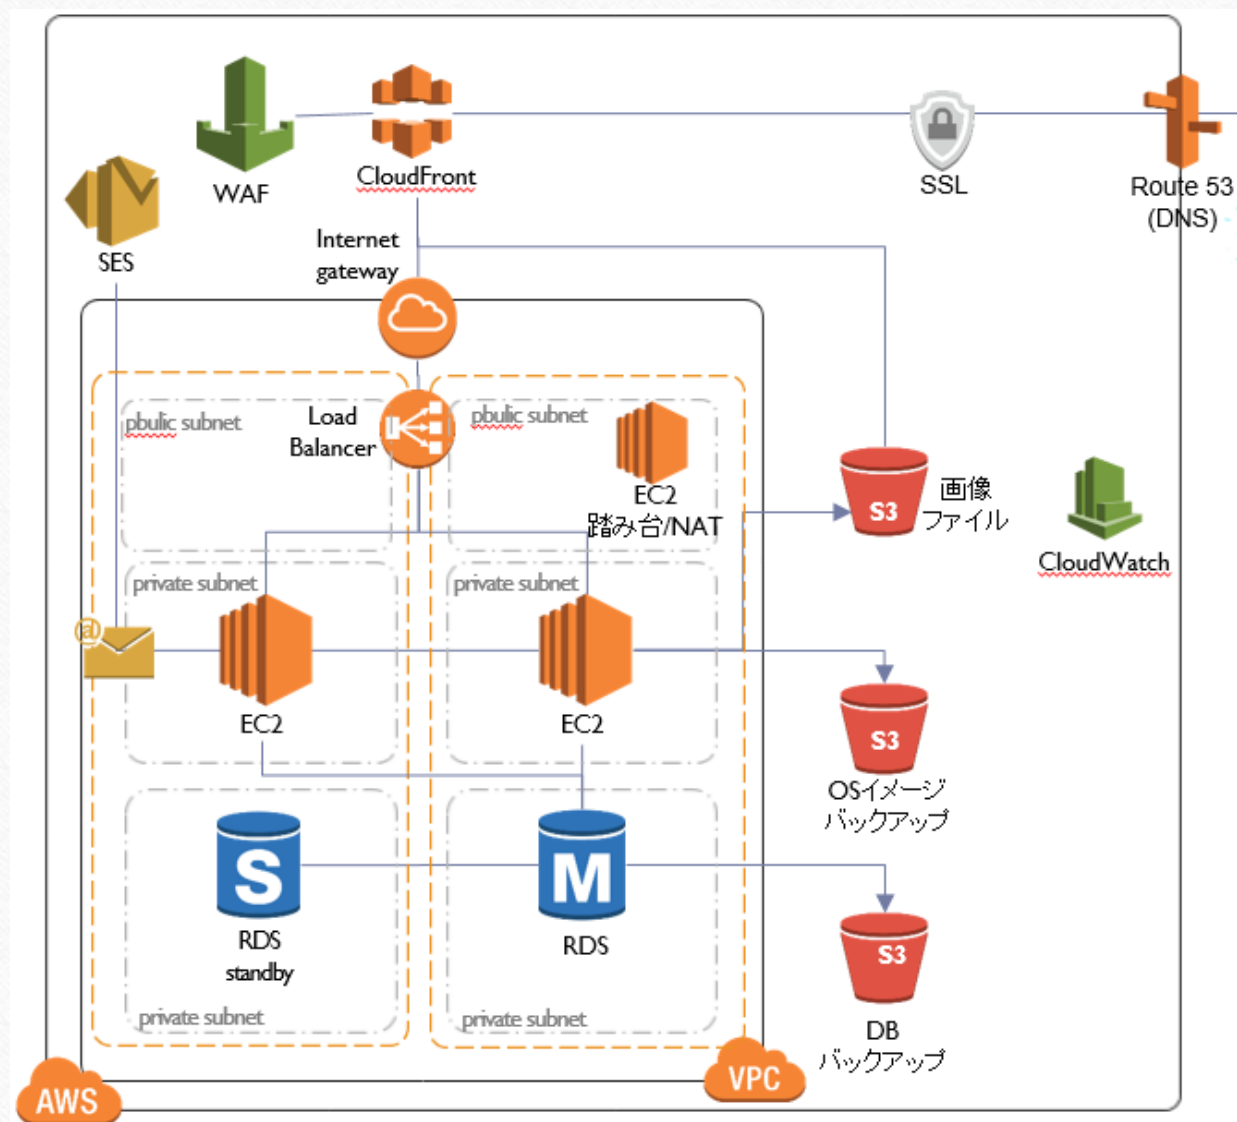 WAF
CloudFront
SSL
Route 53
(DNS)
SES
Internet
gateway
pbulic subnet
Load
Balancer
pbulic subnet
EC2
踏み台/NAT
S3
画像
ファイル
CloudWatch
private subnet
private subnet
@
EC2
EC2
S3
OSイメージ
バックアップ
S
RDS
standby
M
RDS
S3
DB
バックアップ
private subnet
private subnet
AWS
VPC